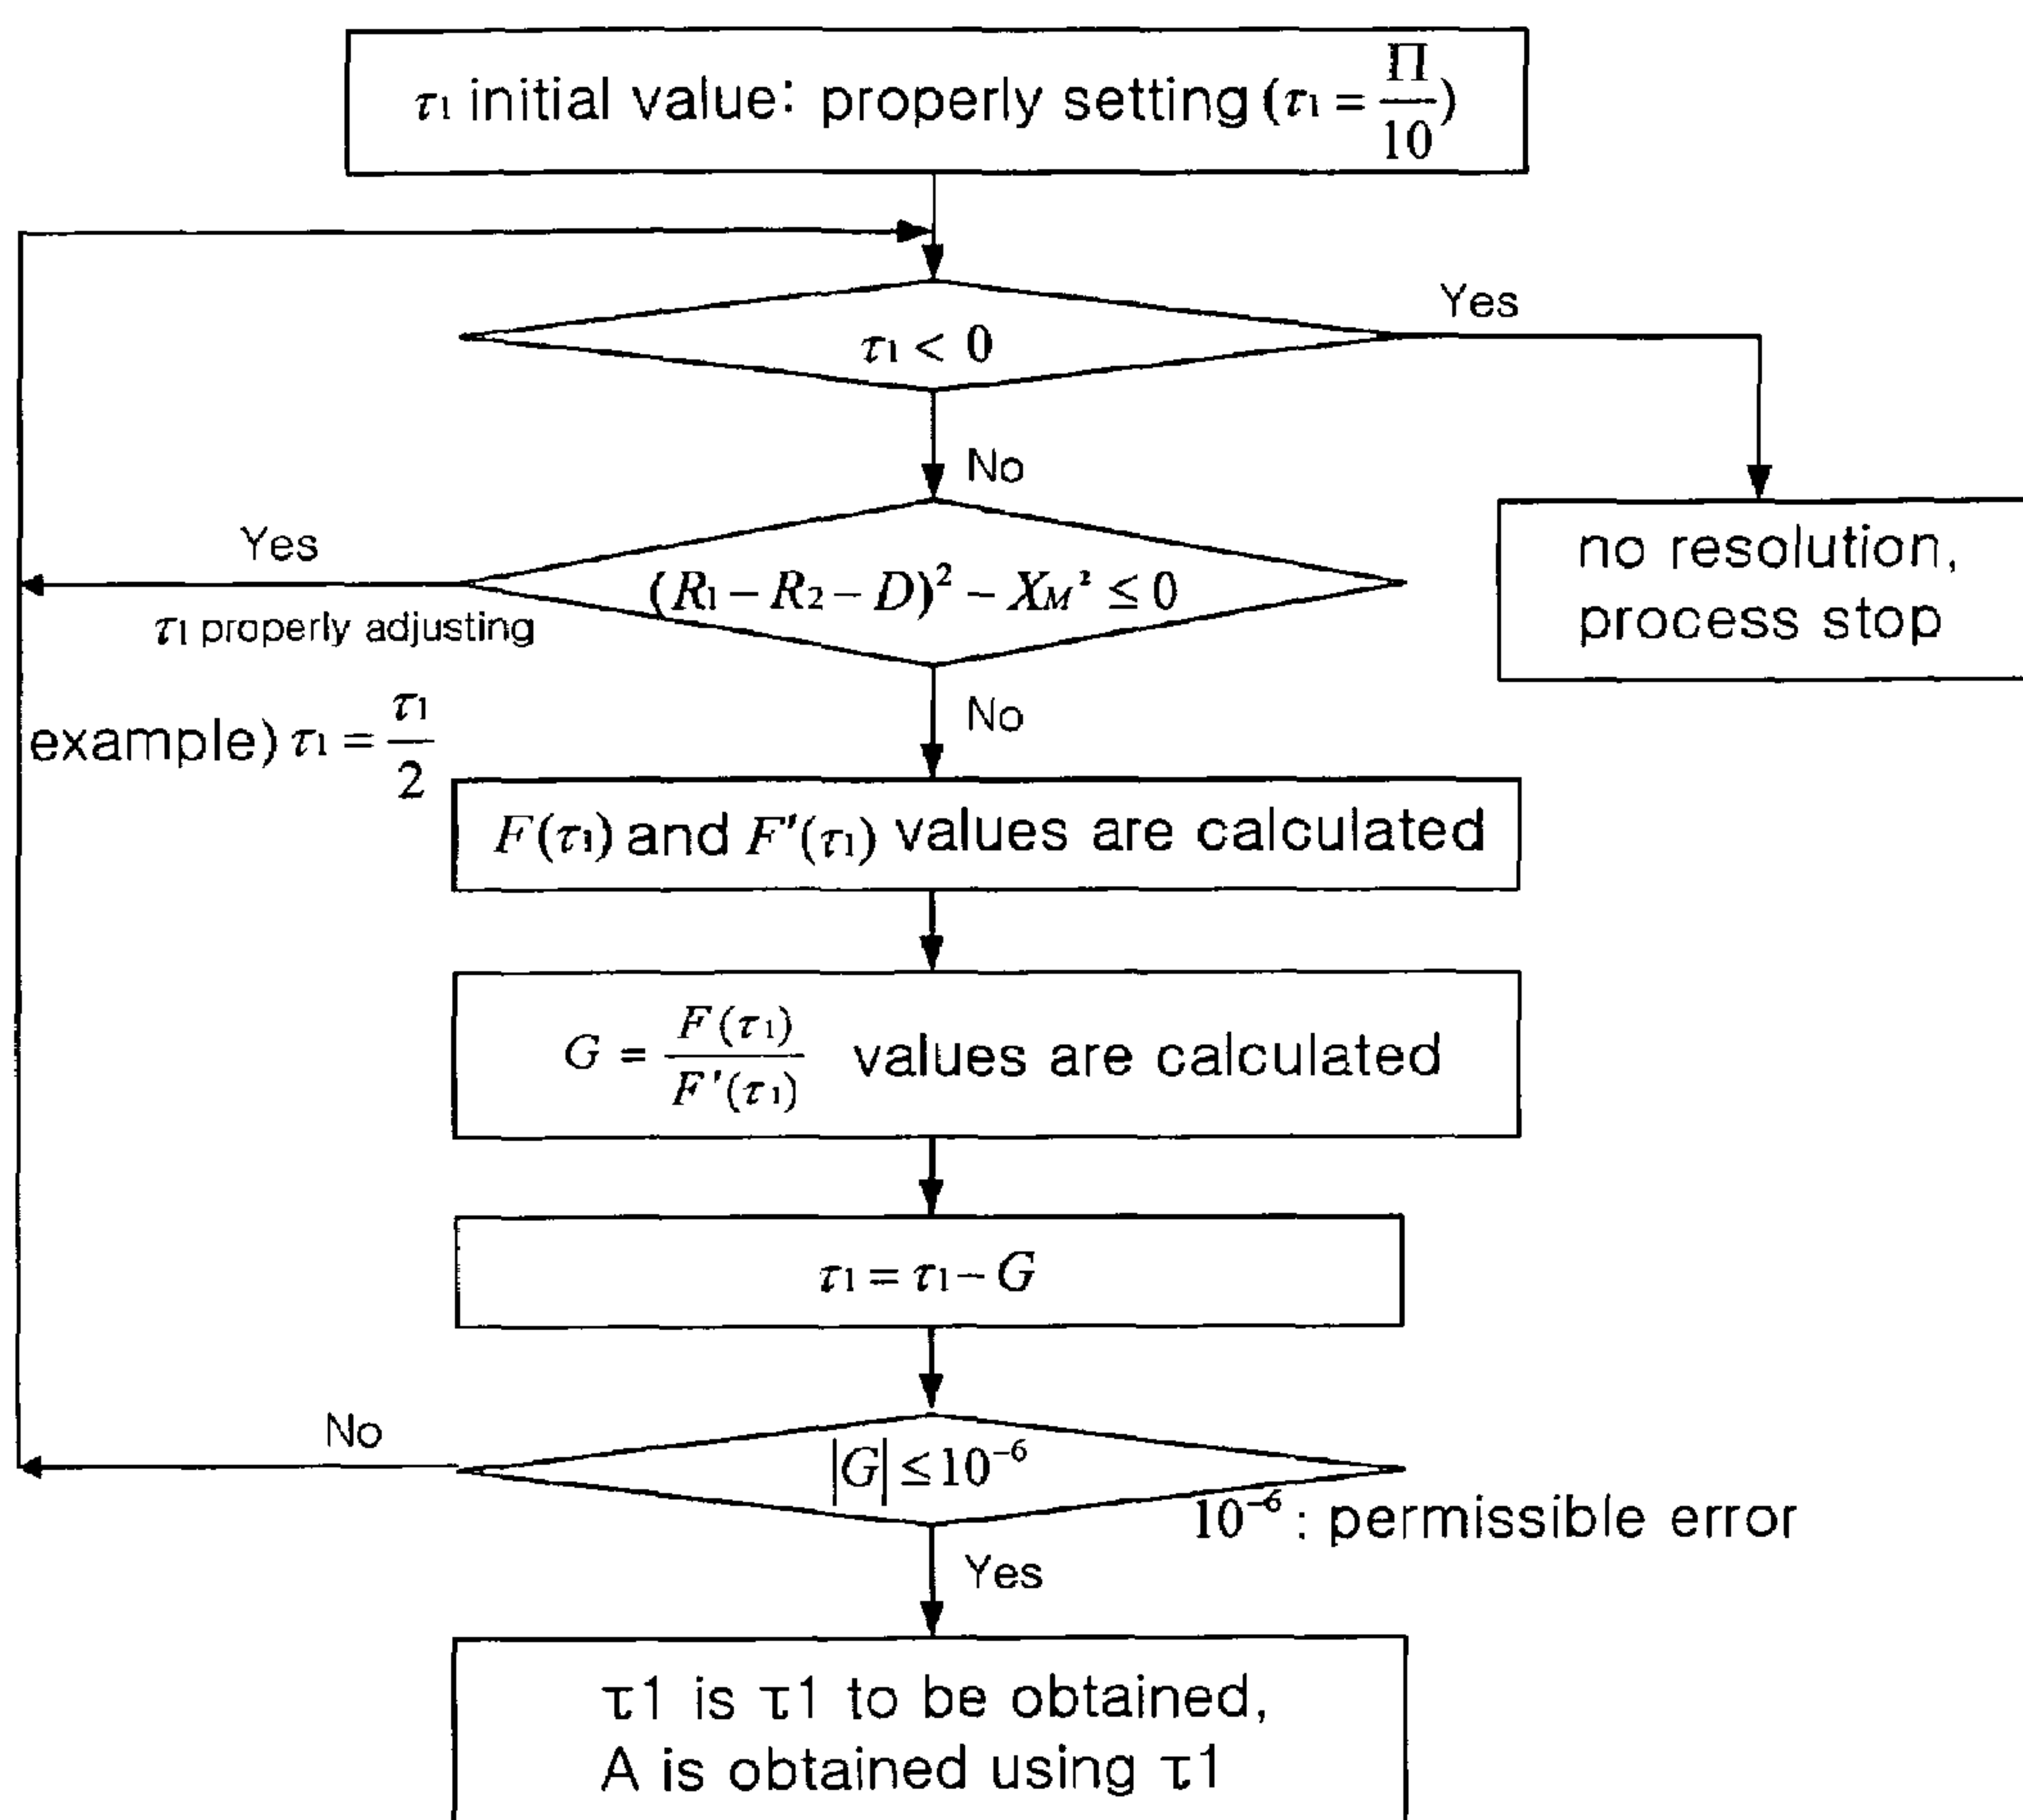 τ1 initial value: properly setting (τ1 = Π/10)
τ1 < 0
Yes
No
no resolution,
process stop
Yes
(R1 − R2 − D)² − XM² ≤ 0
τ1 properly adjusting
example) τ1 = τ1/2
No
F(τ1) and F'(τ1) values are calculated
G = F(τ1)/F'(τ1) values are calculated
τ1 = τ1 − G
No
|G| ≤ 10⁻⁶
10⁻⁶ : permissible error
Yes
τ1 is τ1 to be obtained,
A is obtained using τ1